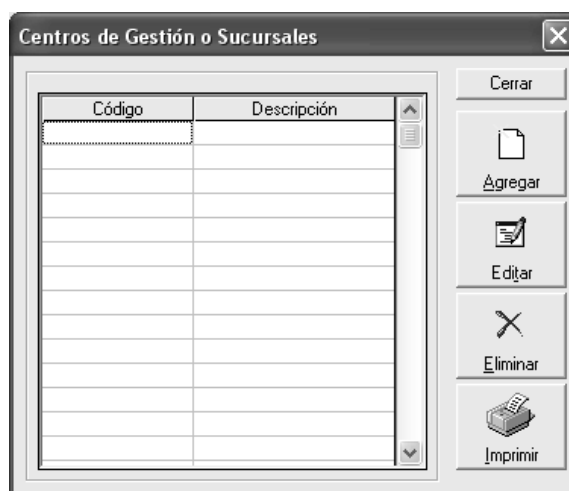 Centros de Gestión o Sucursales
Cerrar
Código Descripción
Agregar
Editar
Eliminar
Imprimir